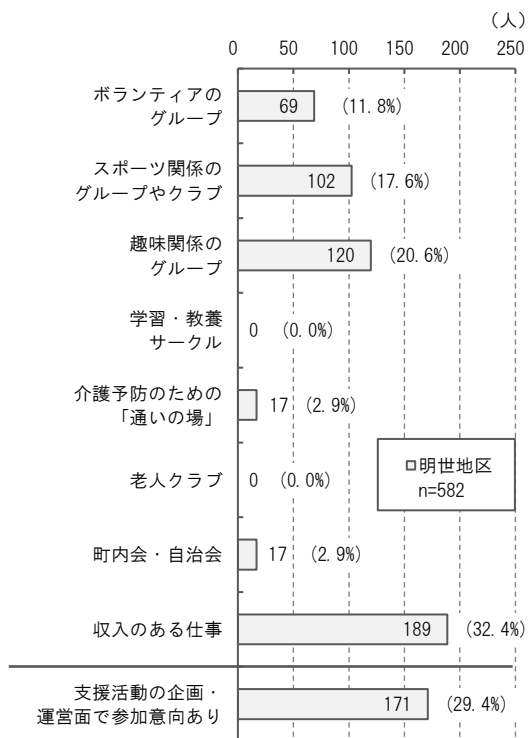 （人）
0 50 100 150 200 250
ボランティアの
グループ
69 (11.8%)
スポーツ関係の
グループやクラブ
102 (17.6%)
趣味関係の
グループ
120 (20.6%)
学習・教養
サークル
0 (0.0%)
介護予防のための
「通いの場」
17 (2.9%)
老人クラブ
0 (0.0%)
明世地区
n=582
町内会・自治会
17 (2.9%)
収入のある仕事
189 (32.4%)
支援活動の企画・
運営面で参加意向あり
171 (29.4%)